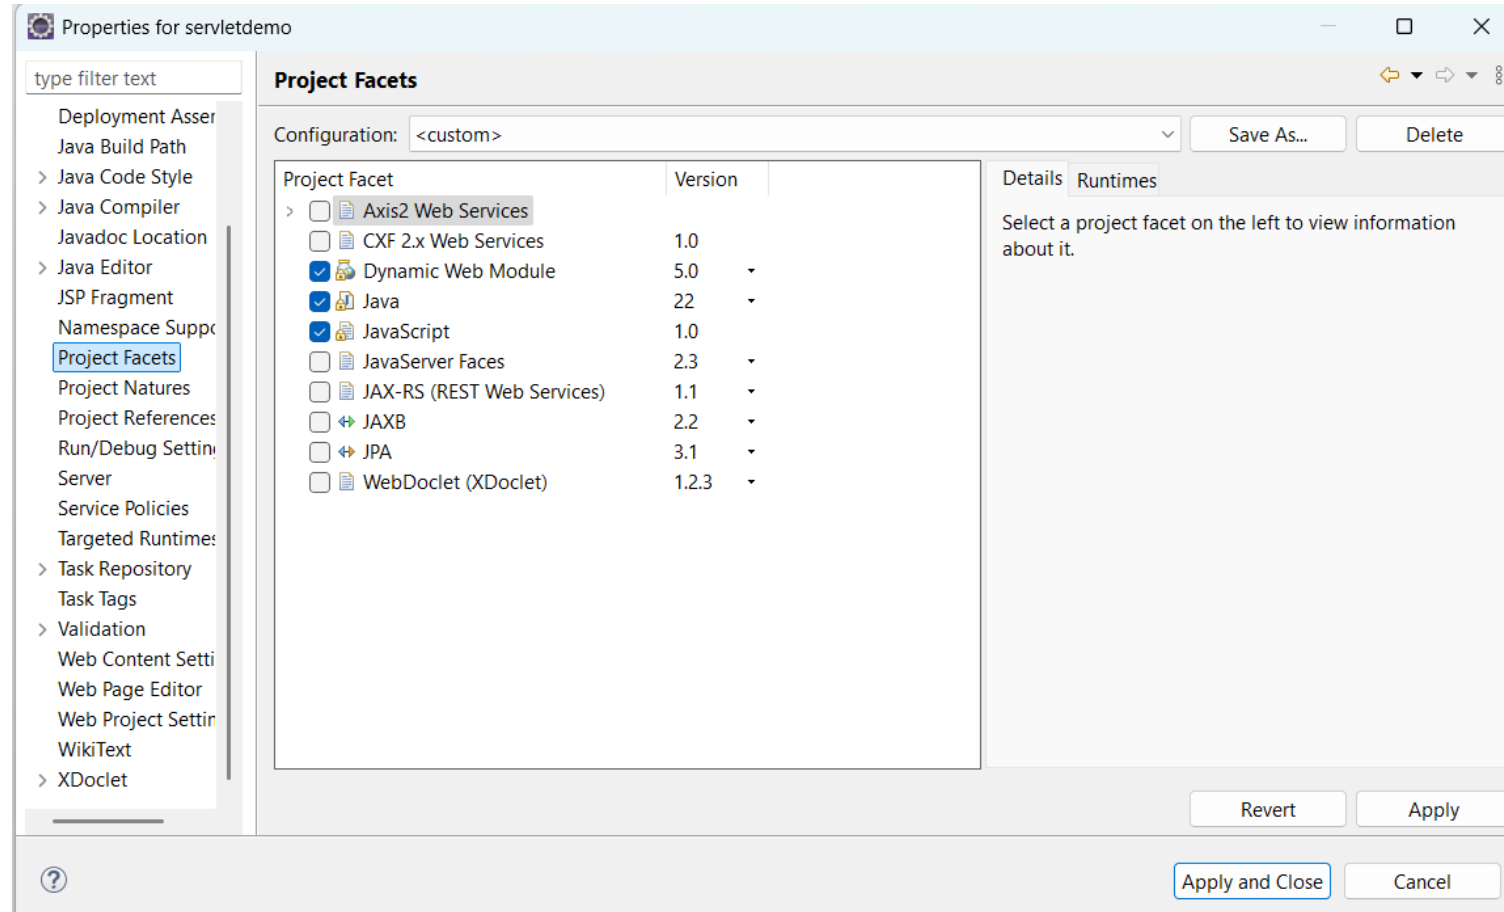 Properties for servletdemo
type filter text
Deployment Asser
Java Build Path
Java Code Style
Java Compiler
Javadoc Location
Java Editor
JSP Fragment
Namespace Suppo
Project Facets
Project Natures
Project References
Run/Debug Settin
Server
Service Policies
Targeted Runtimes
Task Repository
Task Tags
Validation
Web Content Setti
Web Page Editor
Web Project Settin
WikiText
XDoclet
Project Facets
Configuration: <custom> Save As... Delete
Project Facet Version
Axis2 Web Services
CXF 2.x Web Services 1.0
Dynamic Web Module 5.0
Java 22
JavaScript 1.0
JavaServer Faces 2.3
JAX-RS (REST Web Services) 1.1
JAXB 2.2
JPA 3.1
WebDoclet (XDoclet) 1.2.3
Details Runtimes
Select a project facet on the left to view information
about it.
Revert Apply
? Apply and Close Cancel